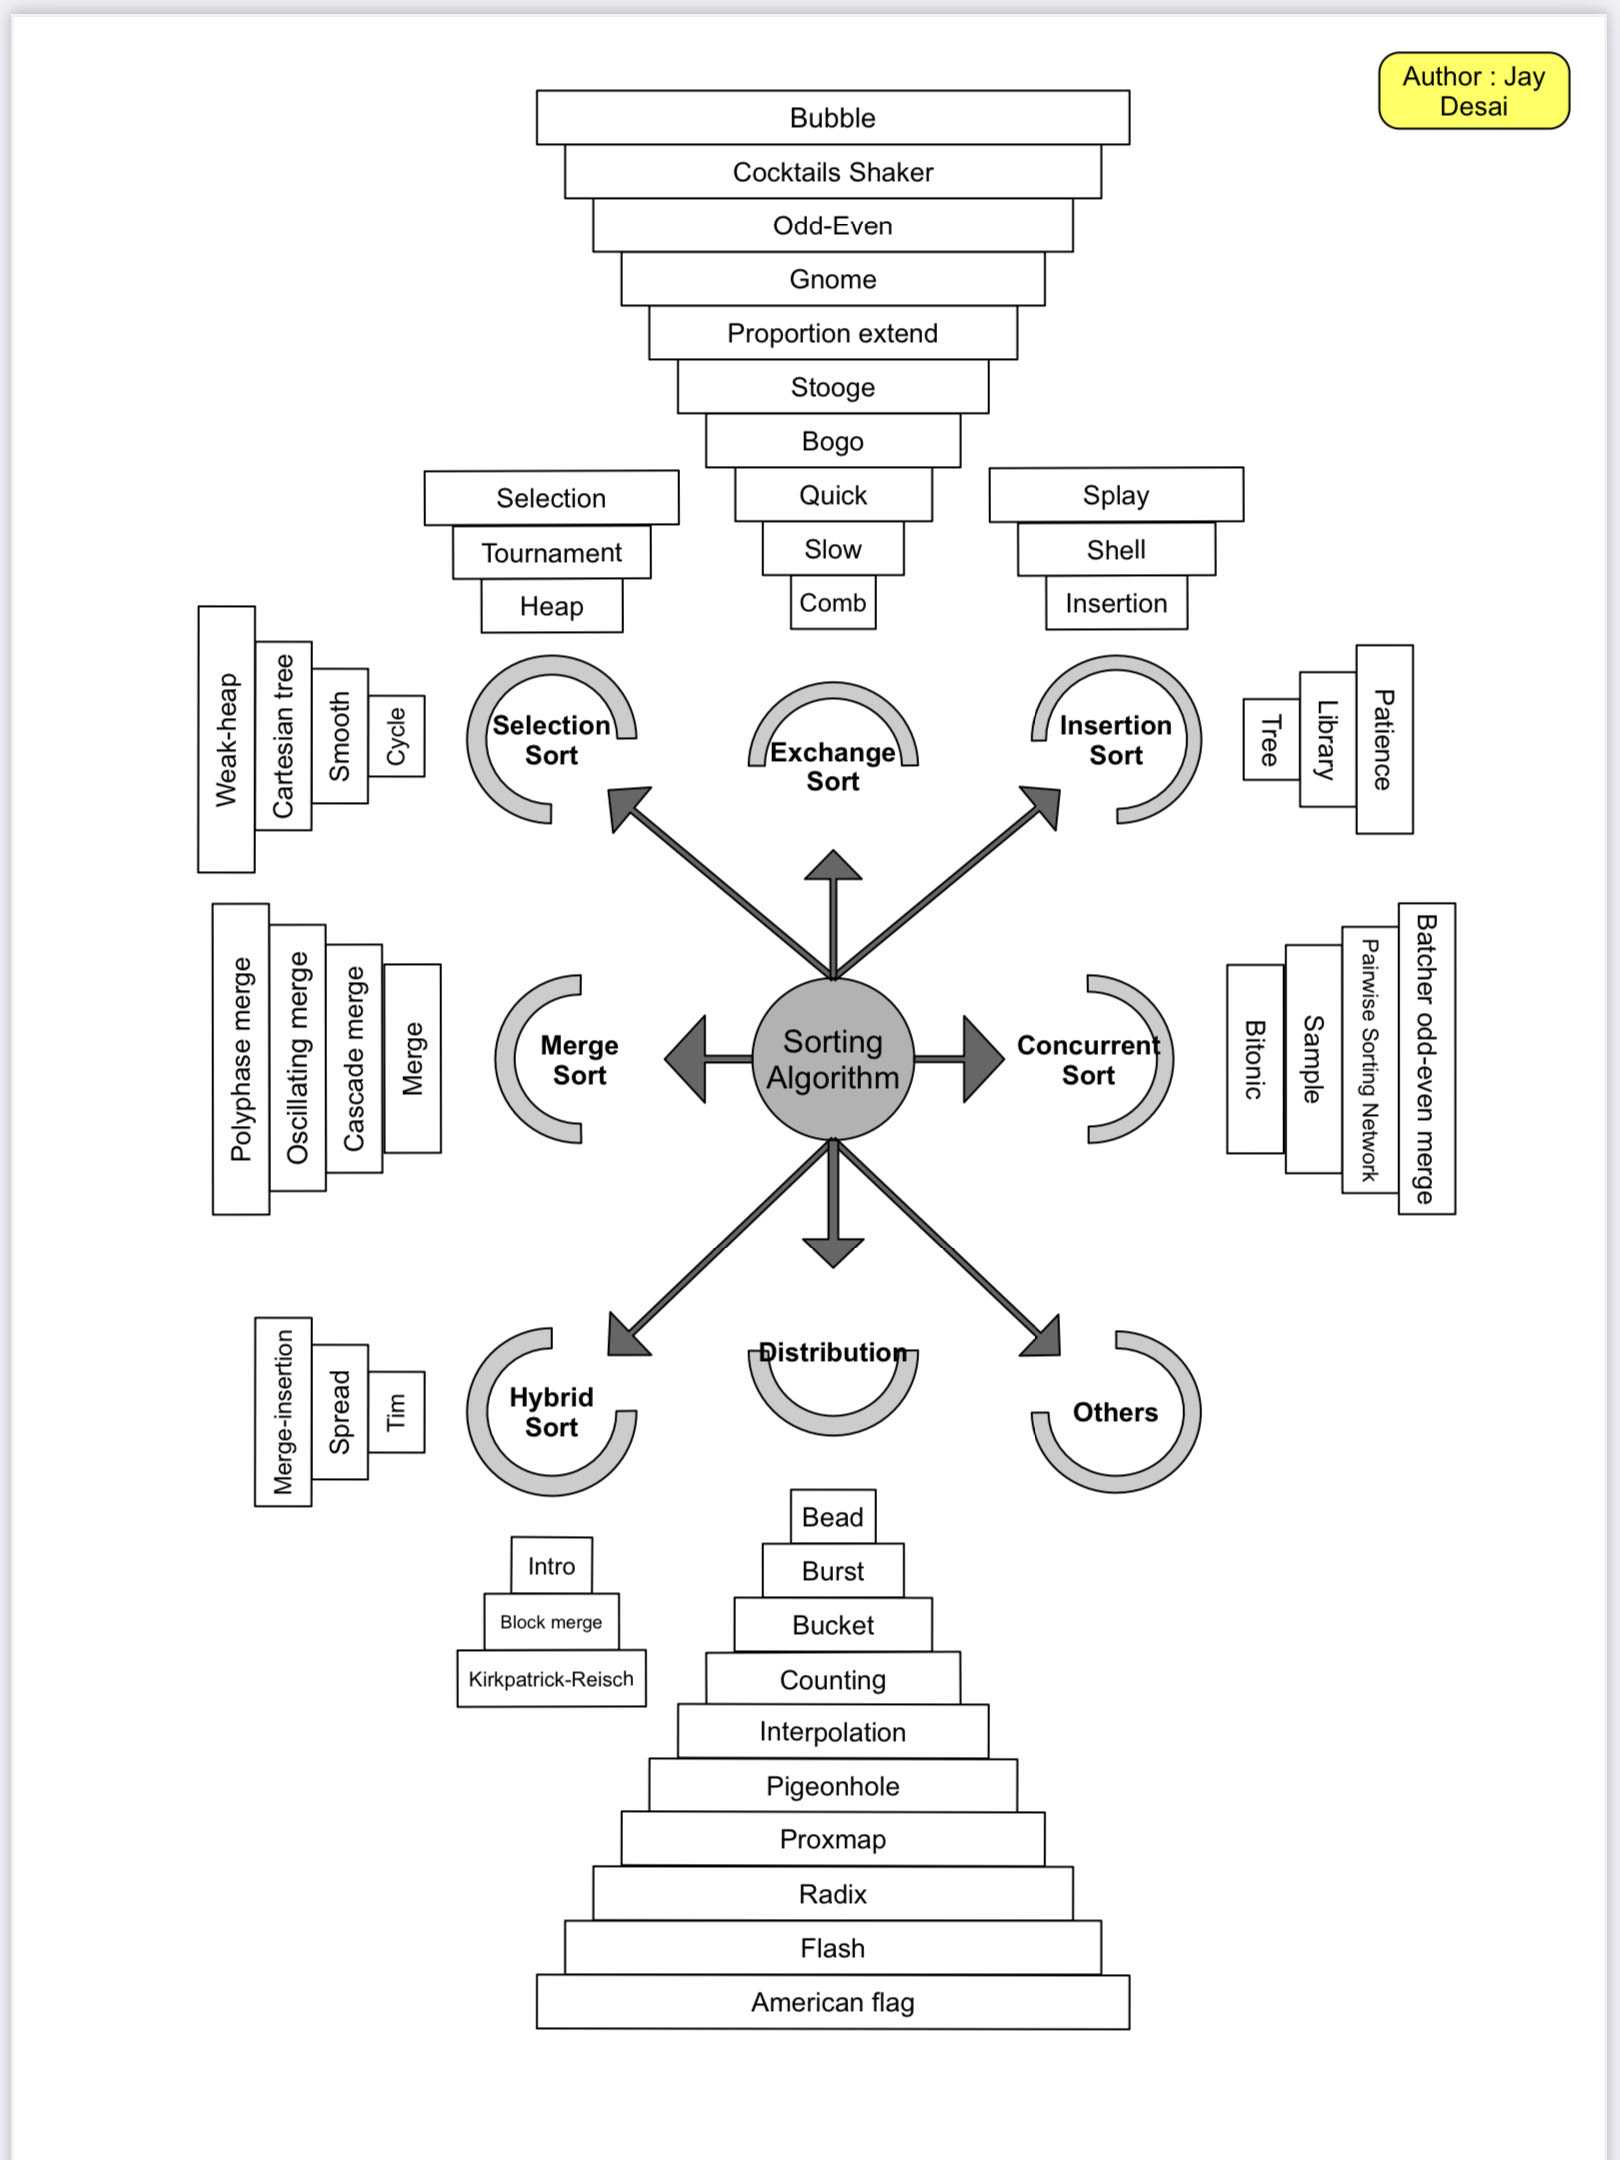 Author : Jay
Desai
Bubble
Cocktails Shaker
Odd-Even
Gnome
Proportion extend
Stooge
Bogo
Quick
Slow
Comb
Selection
Tournament
Heap
Splay
Shell
Insertion
Weak-heap
Cartesian tree
Smooth
Cycle
Selection
Sort
Exchange
Sort
Insertion
Sort
Tree
Library
Patience
Polyphase merge
Oscillating merge
Cascade merge
Merge
Merge
Sort
Sorting
Algorithm
Concurrent
Sort
Bitonic
Sample
Pairwise Sorting Network
Batcher odd-even merge
Merge-insertion
Spread
Tim
Hybrid
Sort
Distribution
Others
Intro
Block merge
Kirkpatrick-Reisch
Bead
Burst
Bucket
Counting
Interpolation
Pigeonhole
Proxmap
Radix
Flash
American flag